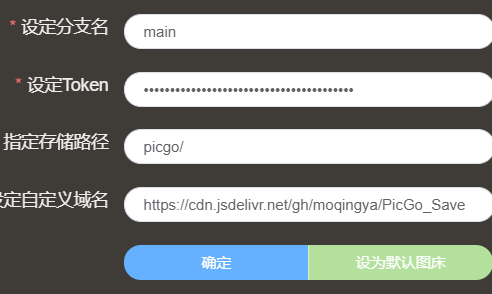 * 设定分支名 main
* 设定Token ••••••••••••••••••••••••••••••••••••••••
指定存储路径 picgo/
定自定义域名 https://cdn.jsdelivr.net/gh/moqingya/PicGo_Save
确定 设为默认图床